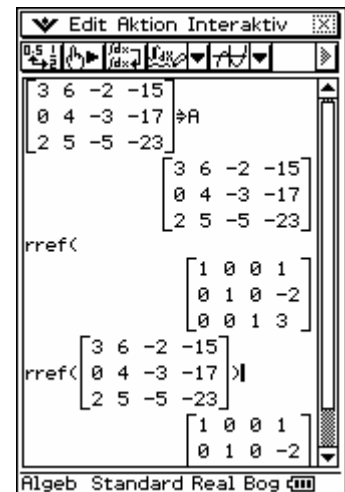 Edit Aktion Interaktiv
[3 6 -2 -15]
[0 4 -3 -17]⇒A
[2 5 -5 -23]
[3 6 -2 -15]
[0 4 -3 -17]
[2 5 -5 -23]
rref(
[1 0 0 1]
[0 1 0 -2]
[0 0 1 3]
[3 6 -2 -15]
rref([0 4 -3 -17])
[2 5 -5 -23]
[1 0 0 1]
[0 1 0 -2]
Algeb Standard Real Bog